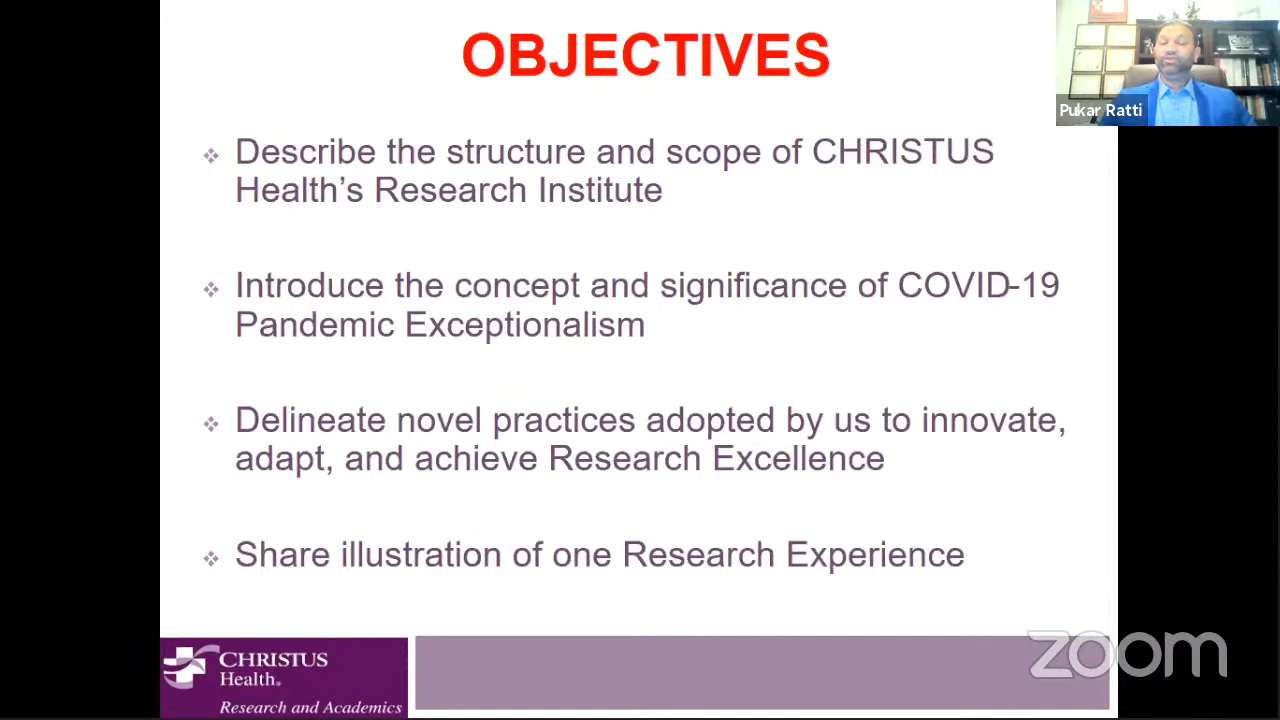 OBJECTIVES
Pukar Ratti
Describe the structure and scope of CHRISTUS
Health’s Research Institute
Introduce the concept and significance of COVID-19
Pandemic Exceptionalism
Delineate novel practices adopted by us to innovate,
adapt, and achieve Research Excellence
Share illustration of one Research Experience
CHRISTUS
Health.
Research and Academics
zoom